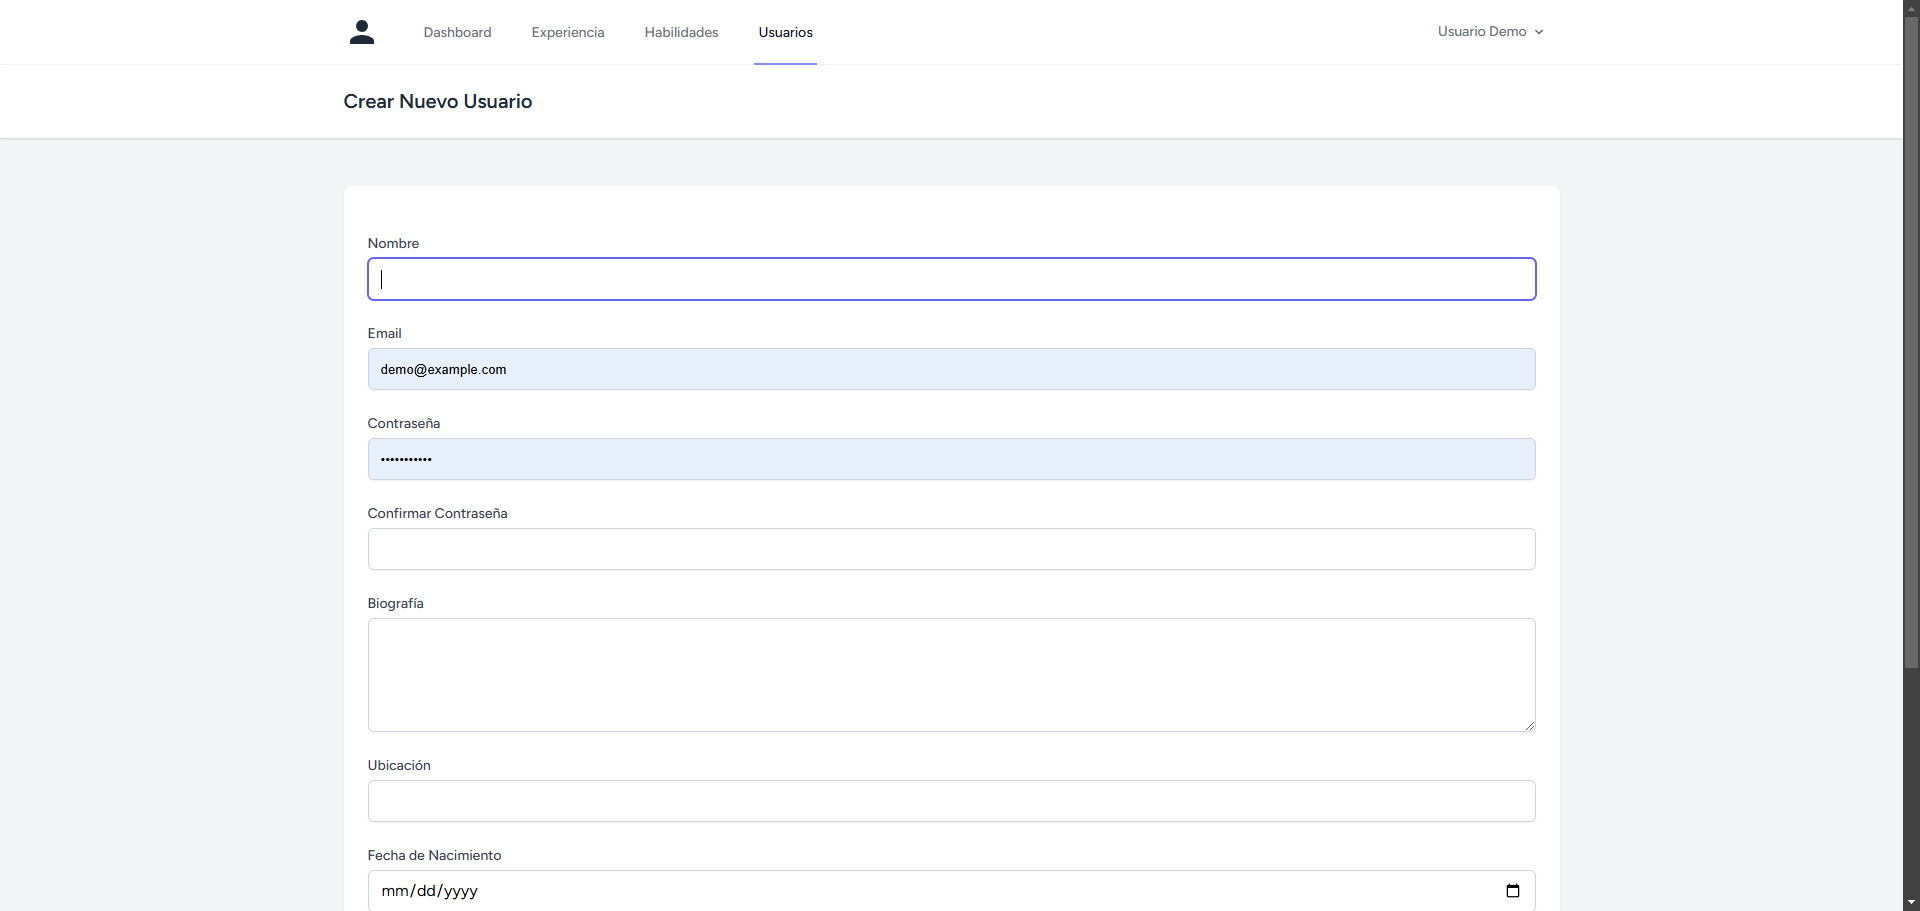 Dashboard Experiencia Habilidades Usuarios Usuario Demo
Crear Nuevo Usuario
Nombre
Email
demo@example.com
Contraseña
•••••••••••
Confirmar Contraseña
Biografía
Ubicación
Fecha de Nacimiento
mm/dd/yyyy